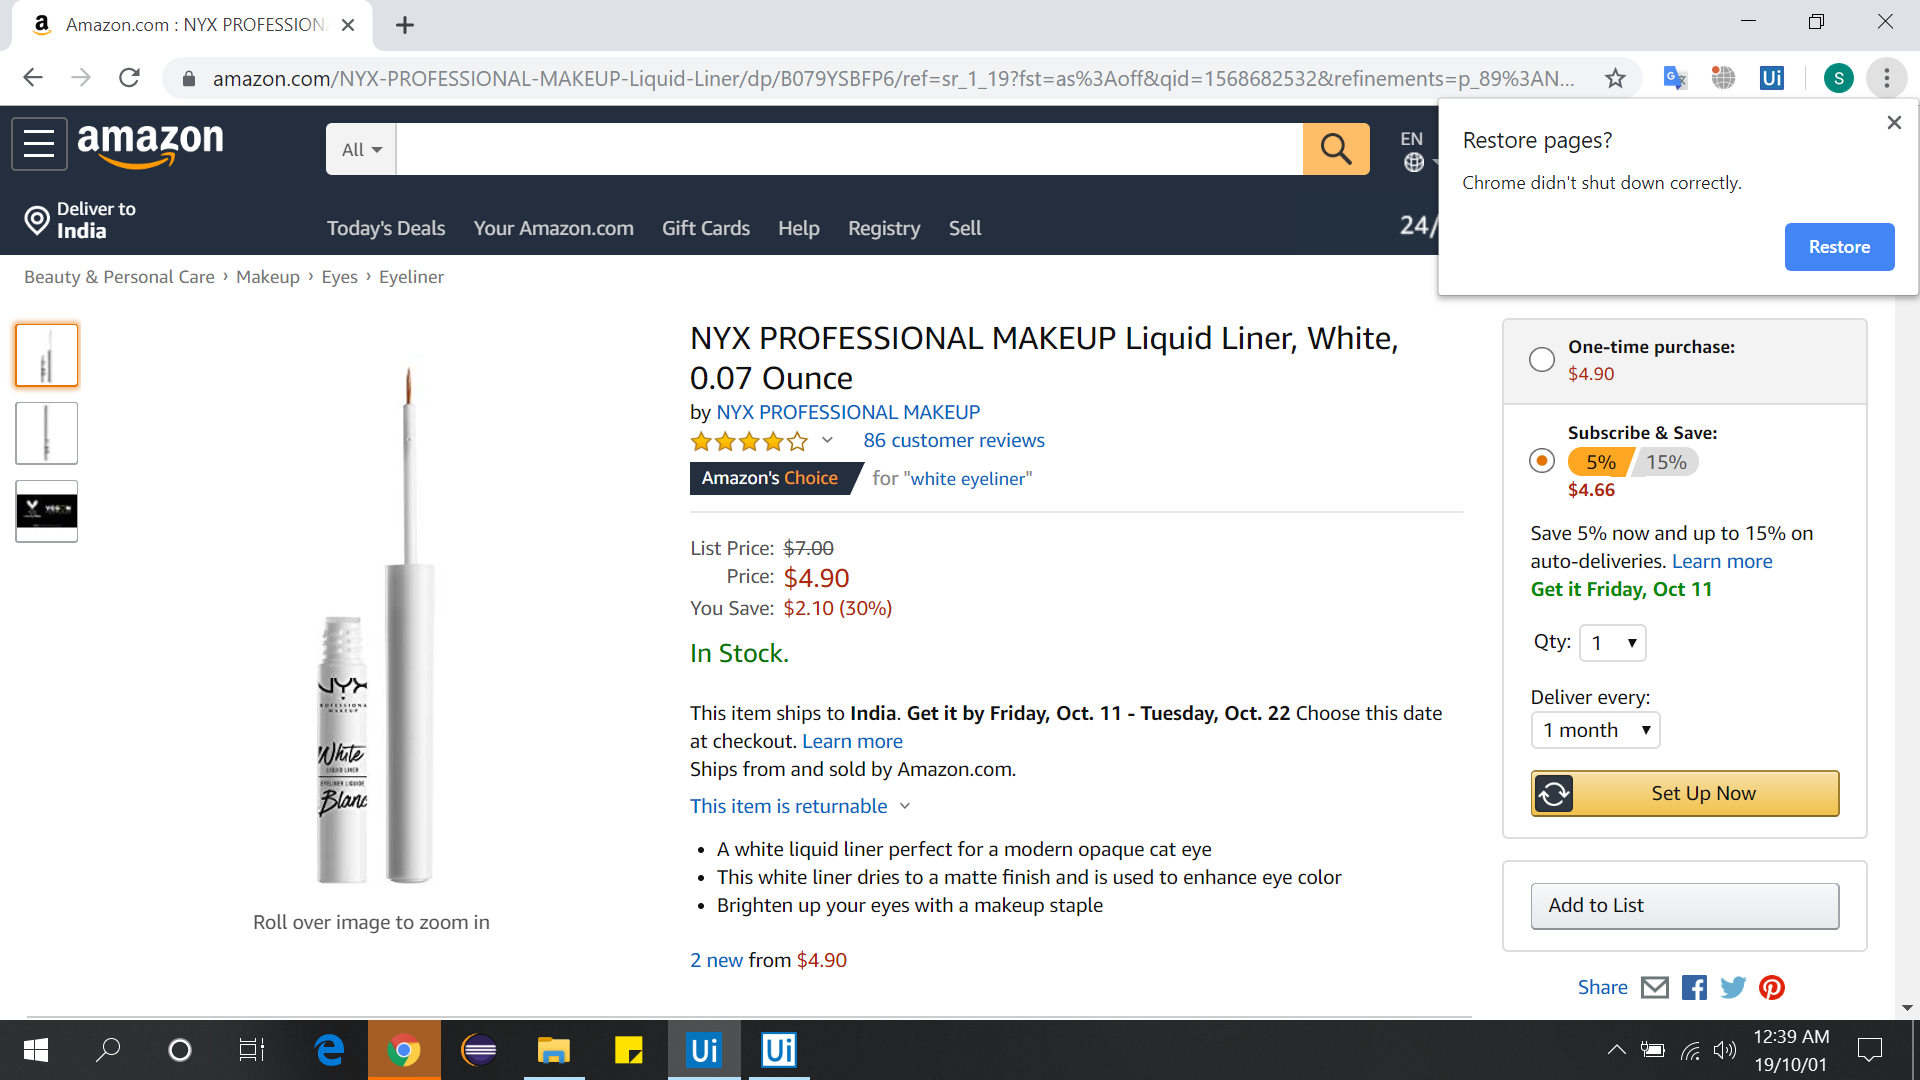 Amazon.com : NYX PROFESSION
amazon.com/NYX-PROFESSIONAL-MAKEUP-Liquid-Liner/dp/B079YSBFP6/ref=sr_1_19?fst=as%3Aoff&qid=1568682532&refinements=p_89%3AN...
Ui
S
Restore pages?
Chrome didn't shut down correctly.
Restore
amazon
All
EN
Deliver to
India
Today's Deals Your Amazon.com Gift Cards Help Registry Sell
24/
Beauty & Personal Care › Makeup › Eyes › Eyeliner
NYX
PROFESSIONAL
MAKEUP
White
LIQUID LINER
EYELINER LIQUIDE
Blanc
Roll over image to zoom in
NYX PROFESSIONAL MAKEUP Liquid Liner, White,
0.07 Ounce
by NYX PROFESSIONAL MAKEUP
86 customer reviews
Amazon's Choice for "white eyeliner"
List Price: $7.00
Price: $4.90
You Save: $2.10 (30%)
In Stock.
This item ships to India. Get it by Friday, Oct. 11 - Tuesday, Oct. 22 Choose this date
at checkout. Learn more
Ships from and sold by Amazon.com.
This item is returnable
• A white liquid liner perfect for a modern opaque cat eye
• This white liner dries to a matte finish and is used to enhance eye color
• Brighten up your eyes with a makeup staple
2 new from $4.90
One-time purchase:
$4.90
Subscribe & Save:
5% 15%
$4.66
Save 5% now and up to 15% on
auto-deliveries. Learn more
Get it Friday, Oct 11
Qty: 1
Deliver every:
1 month
Set Up Now
Add to List
Share
Ui
Ui
12:39 AM
19/10/01